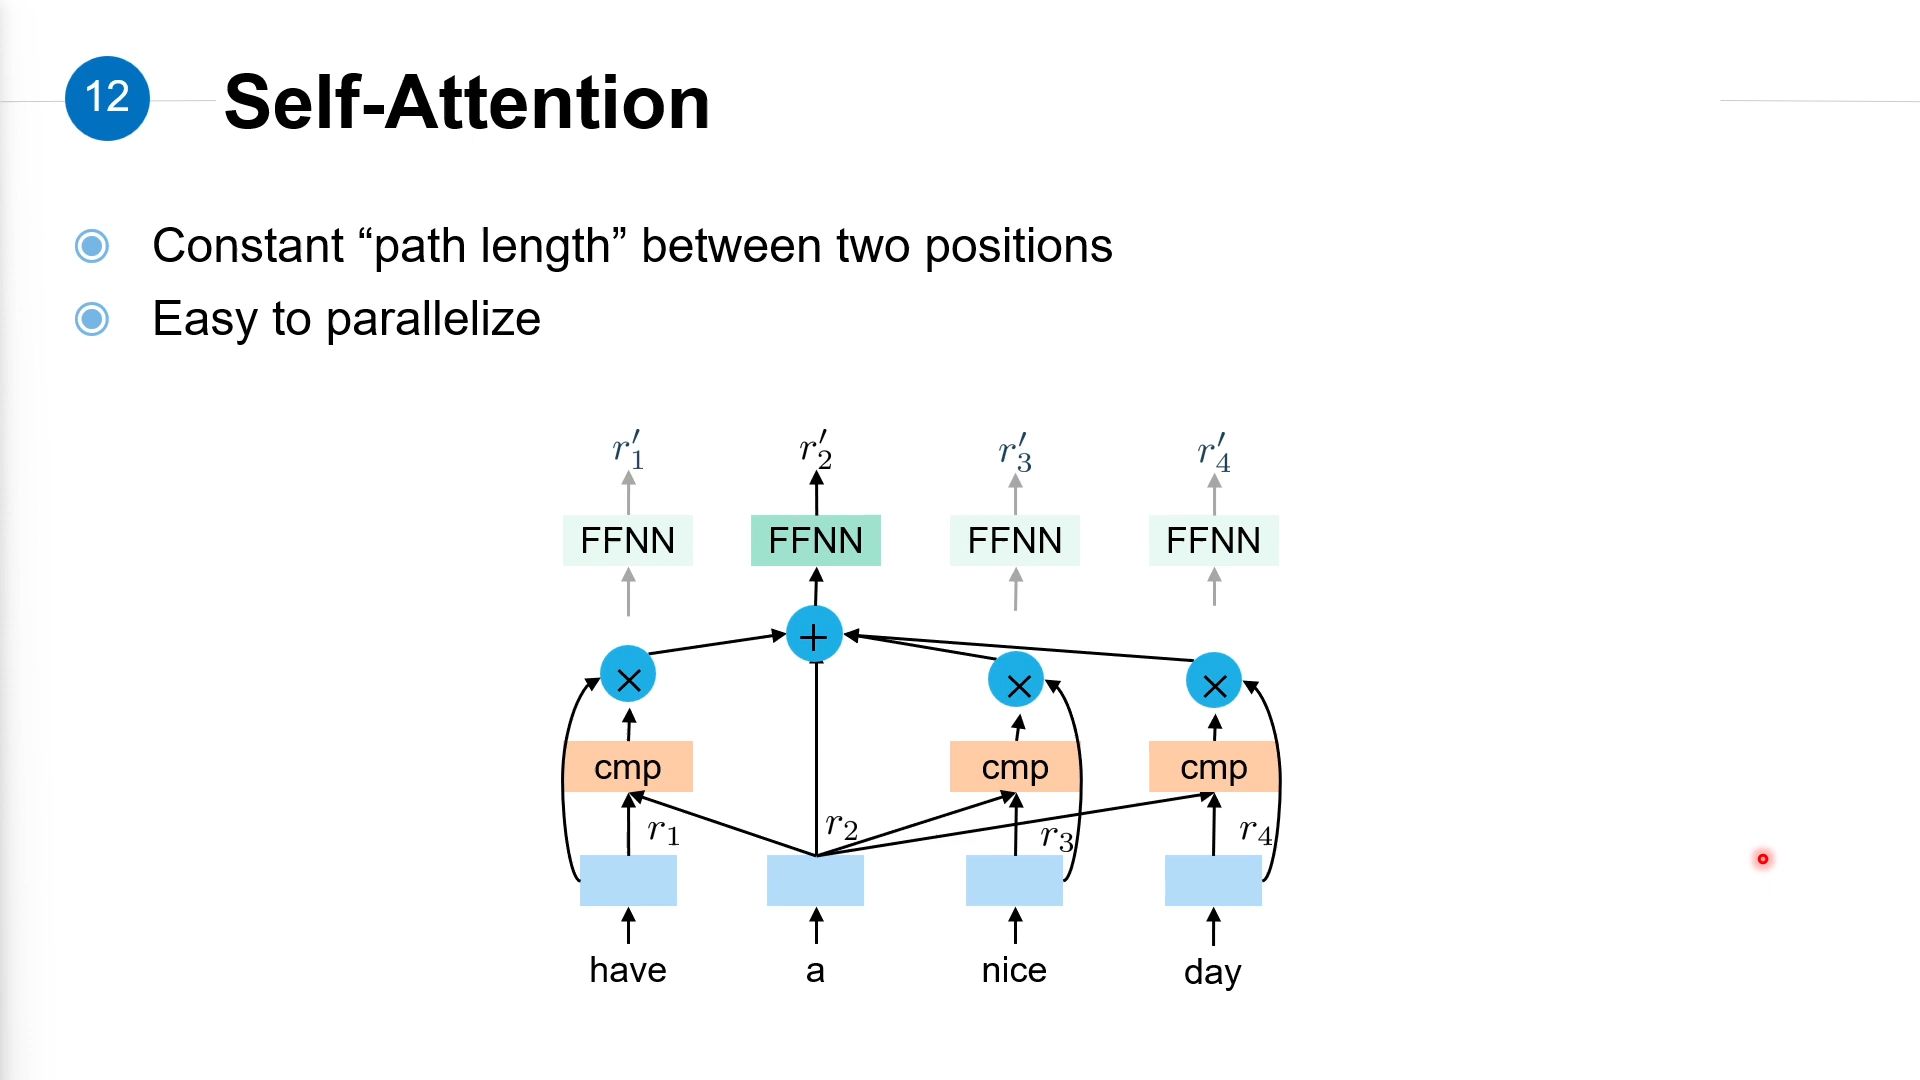 12
Self-Attention
Constant “path length” between two positions
Easy to parallelize
r′₁ r′₂ r′₃ r′₄
FFNN FFNN FFNN FFNN
+
× × ×
cmp cmp cmp
r₁ r₂ r₃ r₄
have a nice day